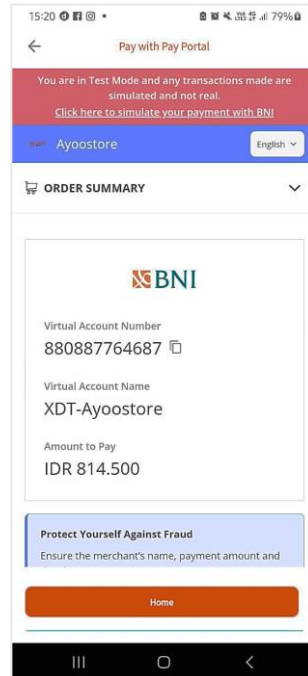 15:20
79%
Pay with Pay Portal
You are in Test Mode and any transactions made are
simulated and not real.
Click here to simulate your payment with BNI
Ayoostore
English
ORDER SUMMARY
BNI
Virtual Account Number
880887764687
Virtual Account Name
XDT-Ayoostore
Amount to Pay
IDR 814.500
Protect Yourself Against Fraud
Ensure the merchant's name, payment amount and
Home